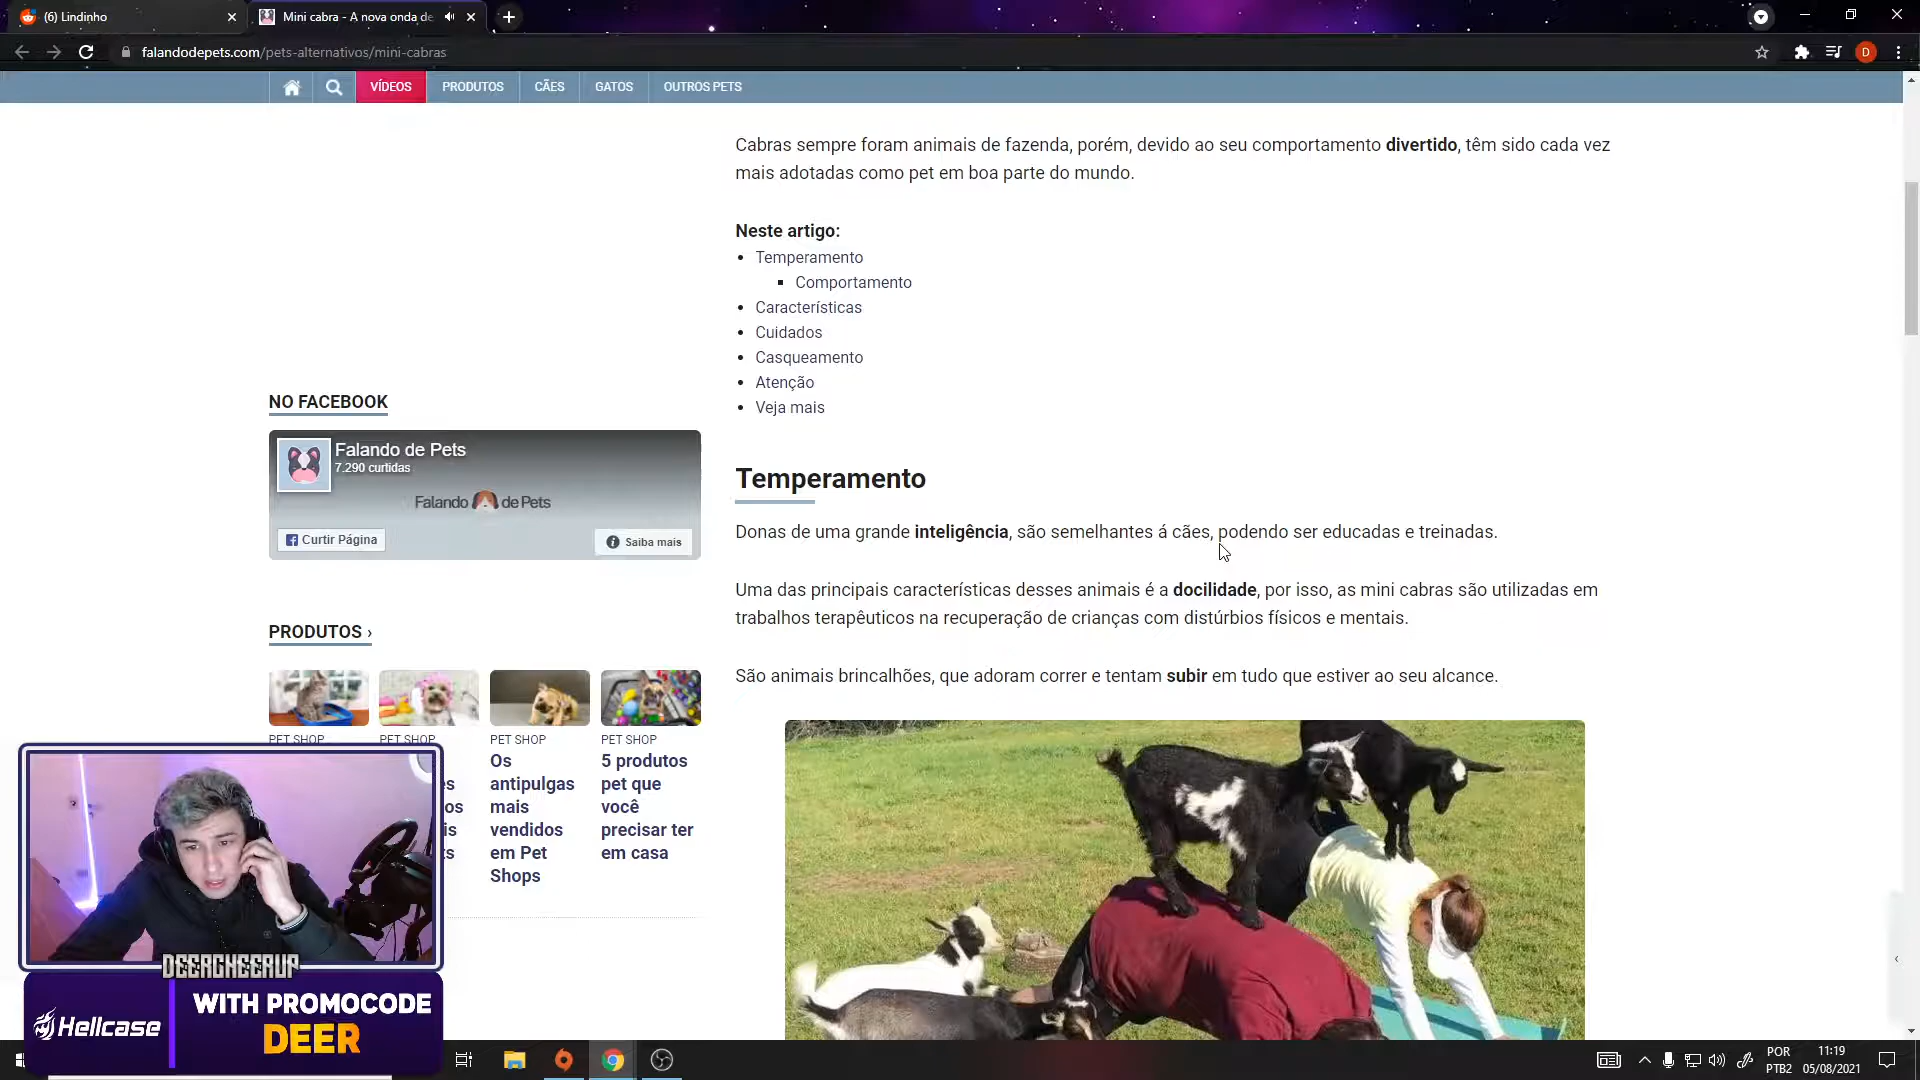 (6) Lindinho
Mini cabra - A nova onda de
falandodepets.com/pets-alternativos/mini-cabras
D
VÍDEOS PRODUTOS CÃES GATOS OUTROS PETS
Cabras sempre foram animais de fazenda, porém, devido ao seu comportamento divertido, têm sido cada vez
mais adotadas como pet em boa parte do mundo.
Neste artigo:
Temperamento
Comportamento
Características
Cuidados
Casqueamento
Atenção
Veja mais
NO FACEBOOK
Falando de Pets
7.290 curtidas
Falando de Pets
Curtir Página
Saiba mais
Temperamento
Donas de uma grande inteligência, são semelhantes á cães, podendo ser educadas e treinadas.
Uma das principais características desses animais é a docilidade, por isso, as mini cabras são utilizadas em
trabalhos terapêuticos na recuperação de crianças com distúrbios físicos e mentais.
São animais brincalhões, que adoram correr e tentam subir em tudo que estiver ao seu alcance.
PRODUTOS ›
PET SHOP
PET SHOP
PET SHOP
Os
antipulgas
mais
vendidos
em Pet
Shops
PET SHOP
5 produtos
pet que
você
precisar ter
em casa
DEERCHEERUP
Hellcase
WITH PROMOCODE
DEER
POR
PTB2
11:19
05/08/2021